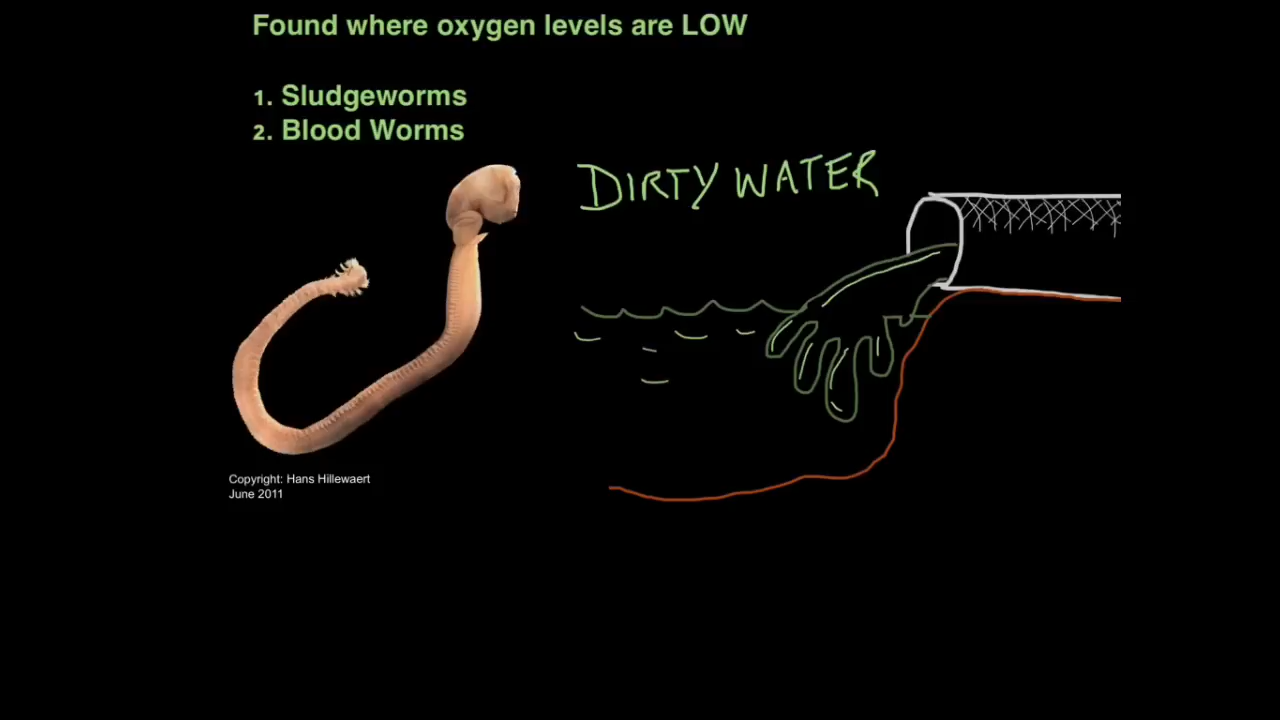 Found where oxygen levels are LOW
1. Sludgeworms
2. Blood Worms
DIRTY WATER
Copyright: Hans Hillewaert
June 2011